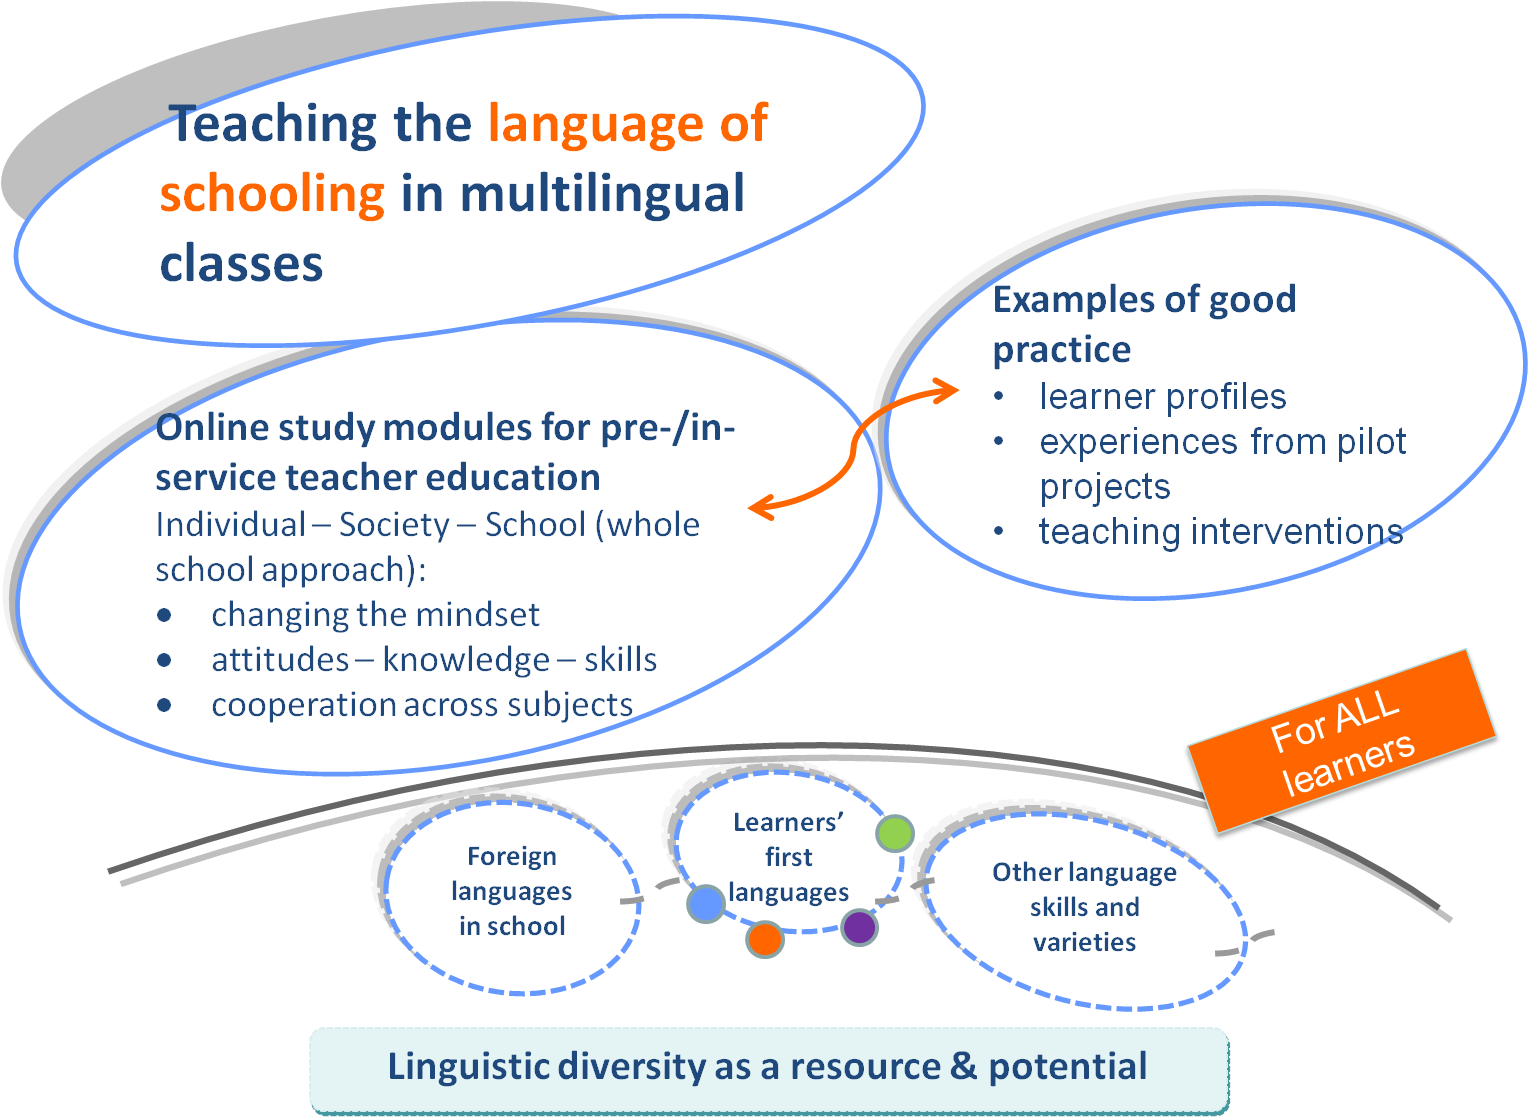 Teaching the language of
schooling in multilingual
classes
Examples of good
practice
• learner profiles
• experiences from pilot
projects
• teaching interventions
Online study modules for pre-/in-
service teacher education
Individual – Society – School (whole
school approach):
• changing the mindset
• attitudes – knowledge – skills
• cooperation across subjects
For ALL
learners
Foreign
languages
in school
Learners’
first
languages
Other language
skills and
varieties
Linguistic diversity as a resource & potential